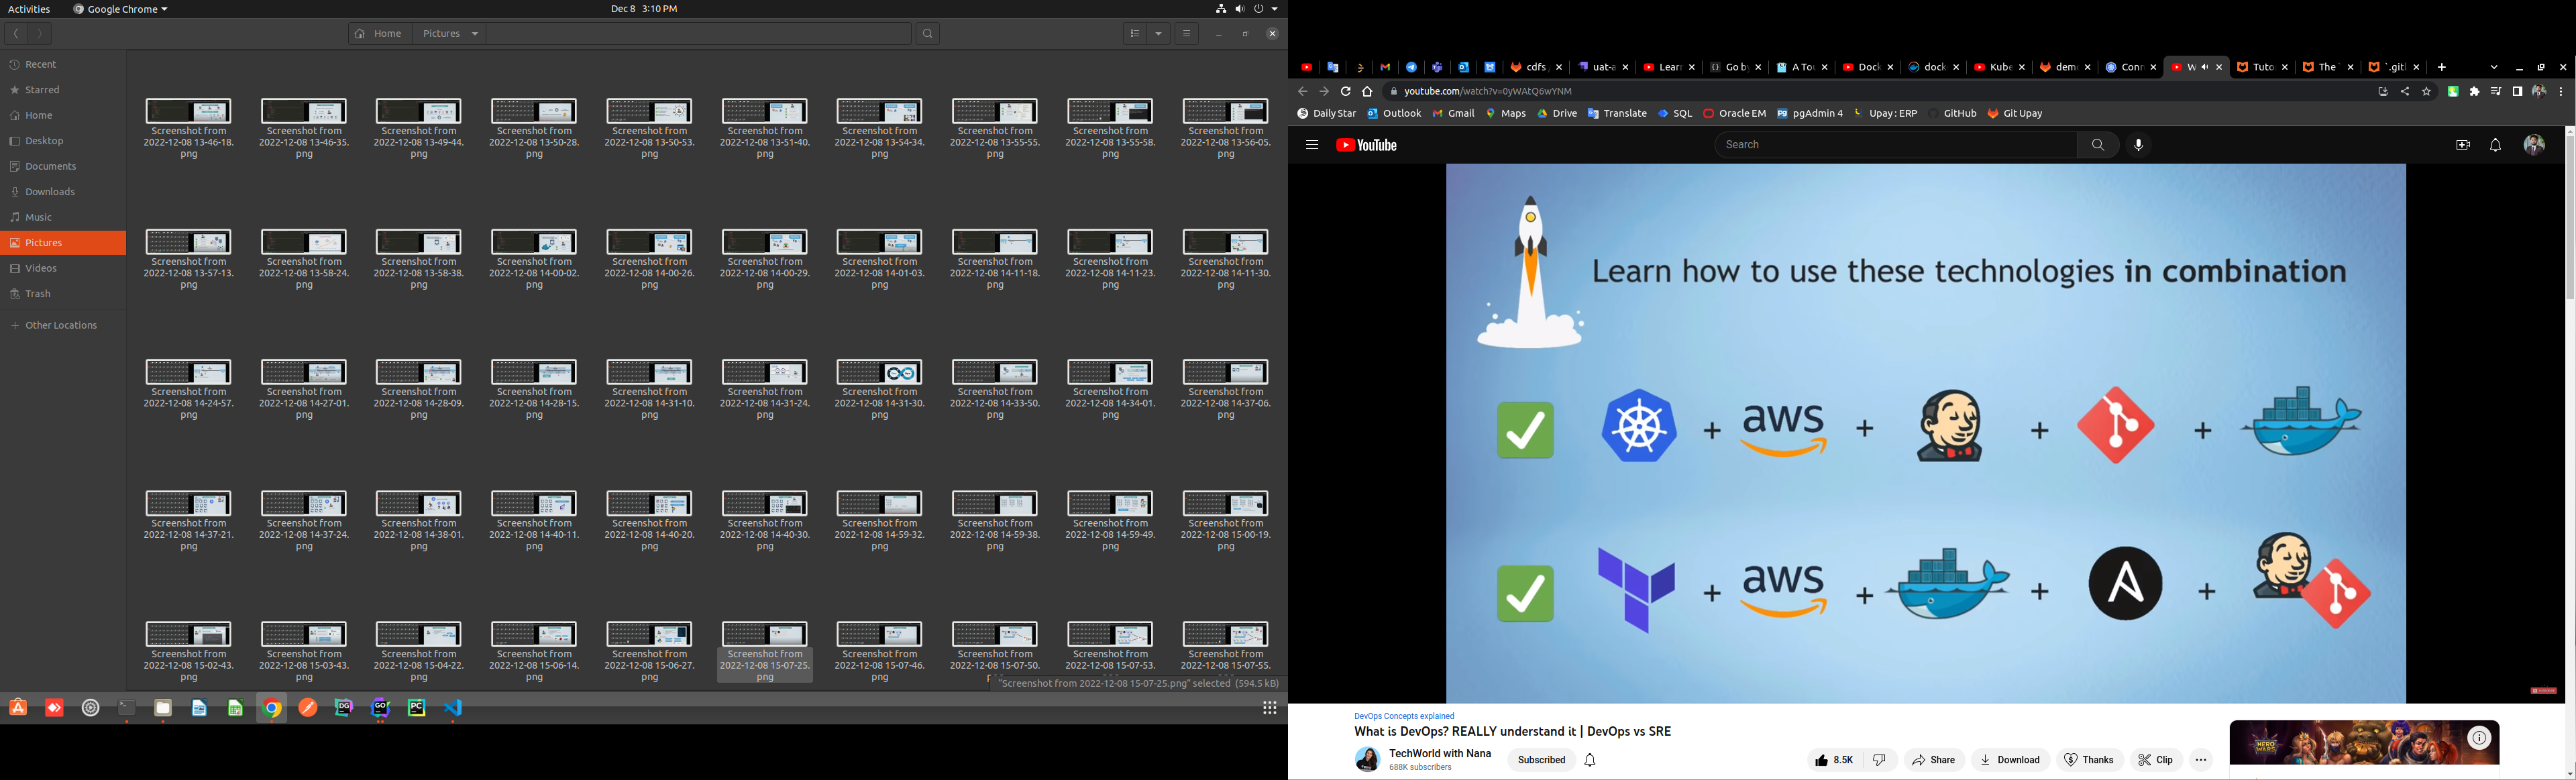 Activities
Google Chrome
Dec 8 3:10 PM
Home
Pictures
Recent
Starred
Home
Desktop
Documents
Downloads
Music
Pictures
Videos
Trash
Other Locations
Screenshot from 2022-12-08 13-46-18.png
Screenshot from 2022-12-08 13-46-35.png
Screenshot from 2022-12-08 13-49-44.png
Screenshot from 2022-12-08 13-50-28.png
Screenshot from 2022-12-08 13-50-53.png
Screenshot from 2022-12-08 13-51-40.png
Screenshot from 2022-12-08 13-54-34.png
Screenshot from 2022-12-08 13-55-55.png
Screenshot from 2022-12-08 13-55-58.png
Screenshot from 2022-12-08 13-56-05.png
Screenshot from 2022-12-08 13-57-13.png
Screenshot from 2022-12-08 13-58-24.png
Screenshot from 2022-12-08 13-58-38.png
Screenshot from 2022-12-08 14-00-02.png
Screenshot from 2022-12-08 14-00-26.png
Screenshot from 2022-12-08 14-00-29.png
Screenshot from 2022-12-08 14-01-03.png
Screenshot from 2022-12-08 14-11-18.png
Screenshot from 2022-12-08 14-11-23.png
Screenshot from 2022-12-08 14-11-30.png
Screenshot from 2022-12-08 14-24-57.png
Screenshot from 2022-12-08 14-27-01.png
Screenshot from 2022-12-08 14-28-09.png
Screenshot from 2022-12-08 14-28-15.png
Screenshot from 2022-12-08 14-31-10.png
Screenshot from 2022-12-08 14-31-24.png
Screenshot from 2022-12-08 14-31-30.png
Screenshot from 2022-12-08 14-33-50.png
Screenshot from 2022-12-08 14-34-01.png
Screenshot from 2022-12-08 14-37-06.png
Screenshot from 2022-12-08 14-37-21.png
Screenshot from 2022-12-08 14-37-24.png
Screenshot from 2022-12-08 14-38-01.png
Screenshot from 2022-12-08 14-40-11.png
Screenshot from 2022-12-08 14-40-20.png
Screenshot from 2022-12-08 14-40-30.png
Screenshot from 2022-12-08 14-59-32.png
Screenshot from 2022-12-08 14-59-38.png
Screenshot from 2022-12-08 14-59-49.png
Screenshot from 2022-12-08 15-00-19.png
Screenshot from 2022-12-08 15-02-43.png
Screenshot from 2022-12-08 15-03-43.png
Screenshot from 2022-12-08 15-04-22.png
Screenshot from 2022-12-08 15-06-14.png
Screenshot from 2022-12-08 15-06-27.png
Screenshot from 2022-12-08 15-07-25.png
Screenshot from 2022-12-08 15-07-46.png
Screenshot from 2022-12-08 15-07-50.
Screenshot from 2022-12-08 15-07-53.
Screenshot from 2022-12-08 15-07-55.
"Screenshot from 2022-12-08 15-07-25.png" selected (594.5 kB)
DG
GO
PC
cdfs
uat-a
Learn
Go by
A Tou
Dock
dock
Kube
demo
Conn
W
Tuto
The
`.gitl
youtube.com/watch?v=0yWAtQ6wYNM
Daily Star
Outlook
Gmail
Maps
Drive
Translate
SQL
Oracle EM
pgAdmin 4
Upay : ERP
GitHub
Git Upay
YouTube
Search
Learn how to use these technologies in combination
+ aws + + +
+ aws + + A +
DevOps Concepts explained
What is DevOps? REALLY understand it | DevOps vs SRE
TechWorld with Nana
688K subscribers
Subscribed
8.5K
Share
Download
Thanks
Clip
HERO WARS